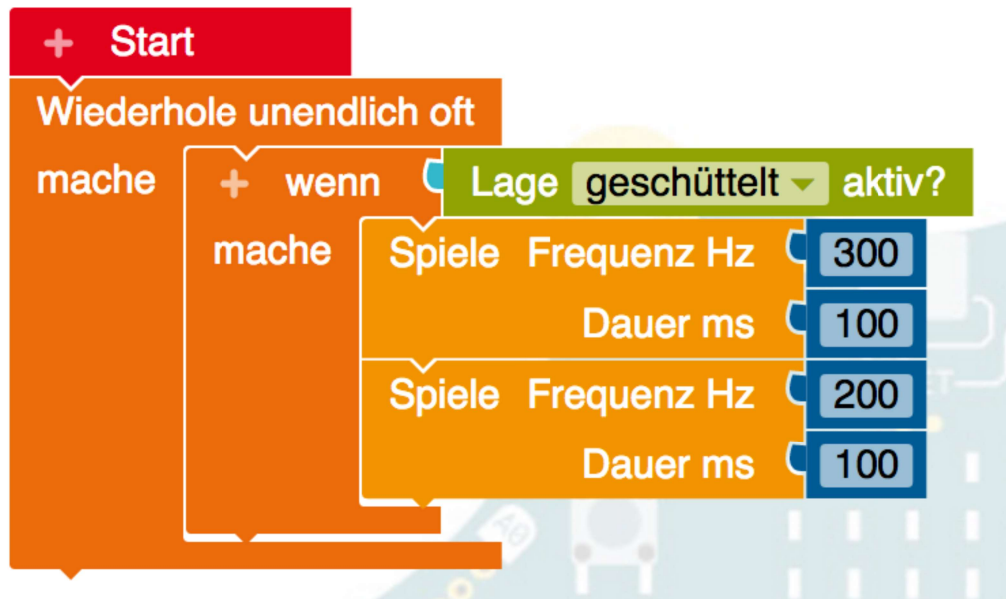 + Start
Wiederhole unendlich oft
mache + wenn Lage geschüttelt aktiv?
mache Spiele Frequenz Hz 300
Dauer ms 100
Spiele Frequenz Hz 200
Dauer ms 100
A0